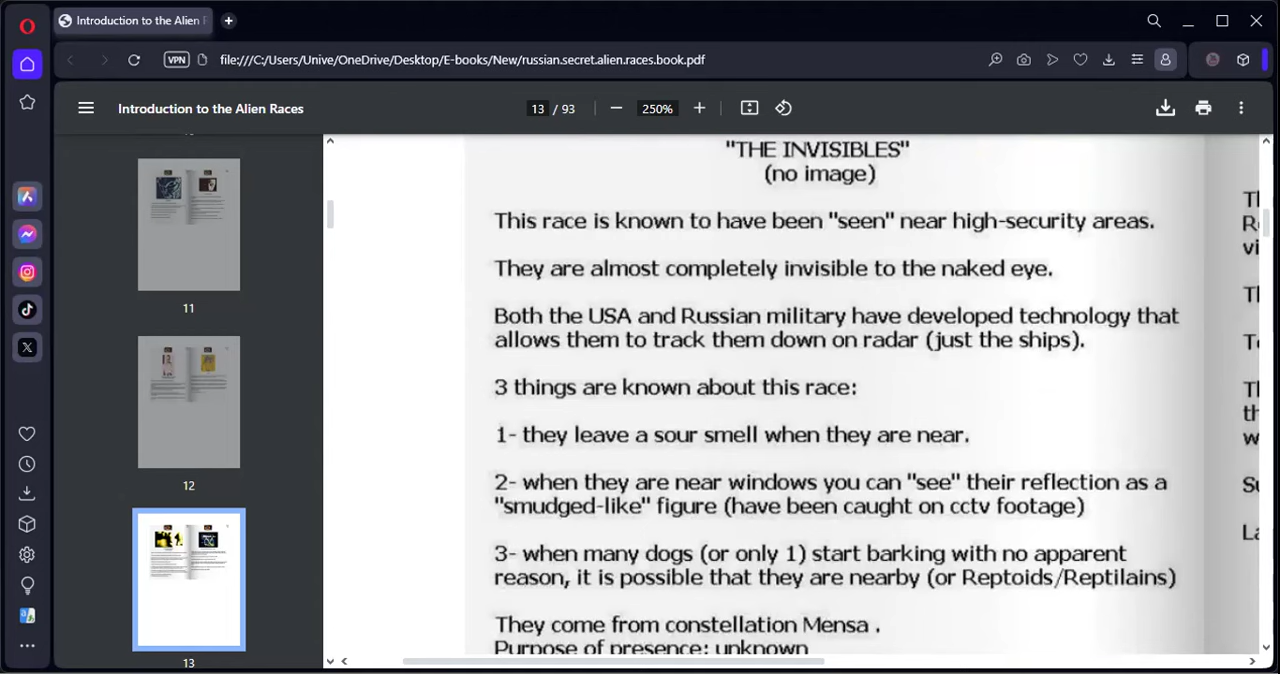 Introduction to the Alien R
file:///C:/Users/Unive/OneDrive/Desktop/E-books/New/russian.secret.alien.races.book.pdf
VPN
Introduction to the Alien Races
13 / 93
250%
11
12
13
"THE INVISIBLES"
(no image)
This race is known to have been "seen" near high-security areas.
They are almost completely invisible to the naked eye.
Both the USA and Russian military have developed technology that
allows them to track them down on radar (just the ships).
3 things are known about this race:
1- they leave a sour smell when they are near.
2- when they are near windows you can "see" their reflection as a
"smudged-like" figure (have been caught on cctv footage)
3- when many dogs (or only 1) start barking with no apparent
reason, it is possible that they are nearby (or Reptoids/Reptilains)
They come from constellation Mensa .
Purpose of presence: unknown